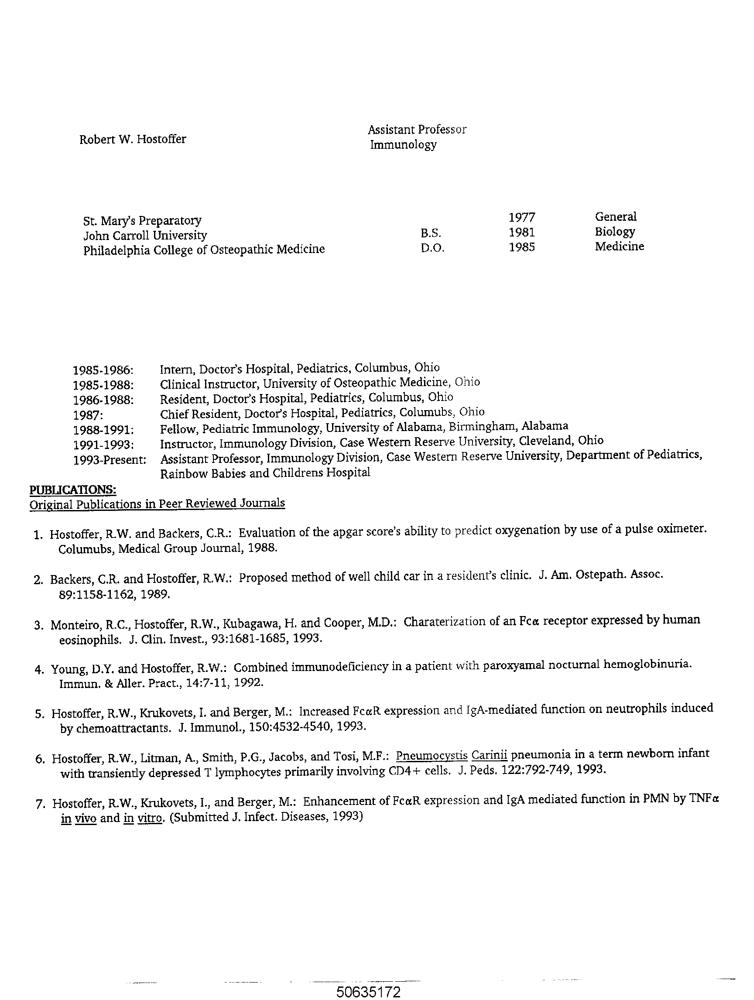 Robert W. Hostoffer
Assistant Professor
Immunology
St. Mary's Preparatory 1977 General
John Carroll University B.S. 1981 Biology
Philadelphia College of Osteopathic Medicine D.O. 1985 Medicine
1985-1986: Intern, Doctor's Hospital, Pediatrics, Columbus, Ohio
1985-1988: Clinical Instructor, University of Osteopathic Medicine, Ohio
1986-1988: Resident, Doctor's Hospital, Pediatrics, Columbus, Ohio
1987: Chief Resident, Doctor's Hospital, Pediatrics, Columubs, Ohio
1988-1991: Fellow, Pediatric Immunology, University of Alabama, Birmingham, Alabama
1991-1993: Instructor, Immunology Division, Case Western Reserve University, Cleveland, Ohio
1993-Present: Assistant Professor, Immunology Division, Case Western Reserve University, Department of Pediatrics,
Rainbow Babies and Childrens Hospital
PUBLICATIONS:
Original Publications in Peer Reviewed Journals
1. Hostoffer, R.W. and Backers, C.R.: Evaluation of the apgar score's ability to predict oxygenation by use of a pulse oximeter.
Columubs, Medical Group Journal, 1988.
2. Backers, C.R. and Hostoffer, R.W.: Proposed method of well child car in a resident's clinic. J. Am. Ostepath. Assoc.
89:1158-1162, 1989.
3. Monteiro, R.C., Hostoffer, R.W., Kubagawa, H. and Cooper, M.D.: Charaterization of an Fcα receptor expressed by human
eosinophils. J. Clin. Invest., 93:1681-1685, 1993.
4. Young, D.Y. and Hostoffer, R.W.: Combined immunodeficiency in a patient with paroxyamal nocturnal hemoglobinuria.
Immun. & Aller. Pract., 14:7-11, 1992.
5. Hostoffer, R.W., Krukovets, I. and Berger, M.: Increased FcαR expression and IgA-mediated function on neutrophils induced
by chemoattractants. J. Immunol., 150:4532-4540, 1993.
6. Hostoffer, R.W., Litman, A., Smith, P.G., Jacobs, and Tosi, M.F.: Pneumocystis Carinii pneumonia in a term newborn infant
with transiently depressed T lymphocytes primarily involving CD4+ cells. J. Peds. 122:792-749, 1993.
7. Hostoffer, R.W., Krukovets, I., and Berger, M.: Enhancement of FcαR expression and IgA mediated function in PMN by TNFα
in vivo and in vitro. (Submitted J. Infect. Diseases, 1993)
50635172